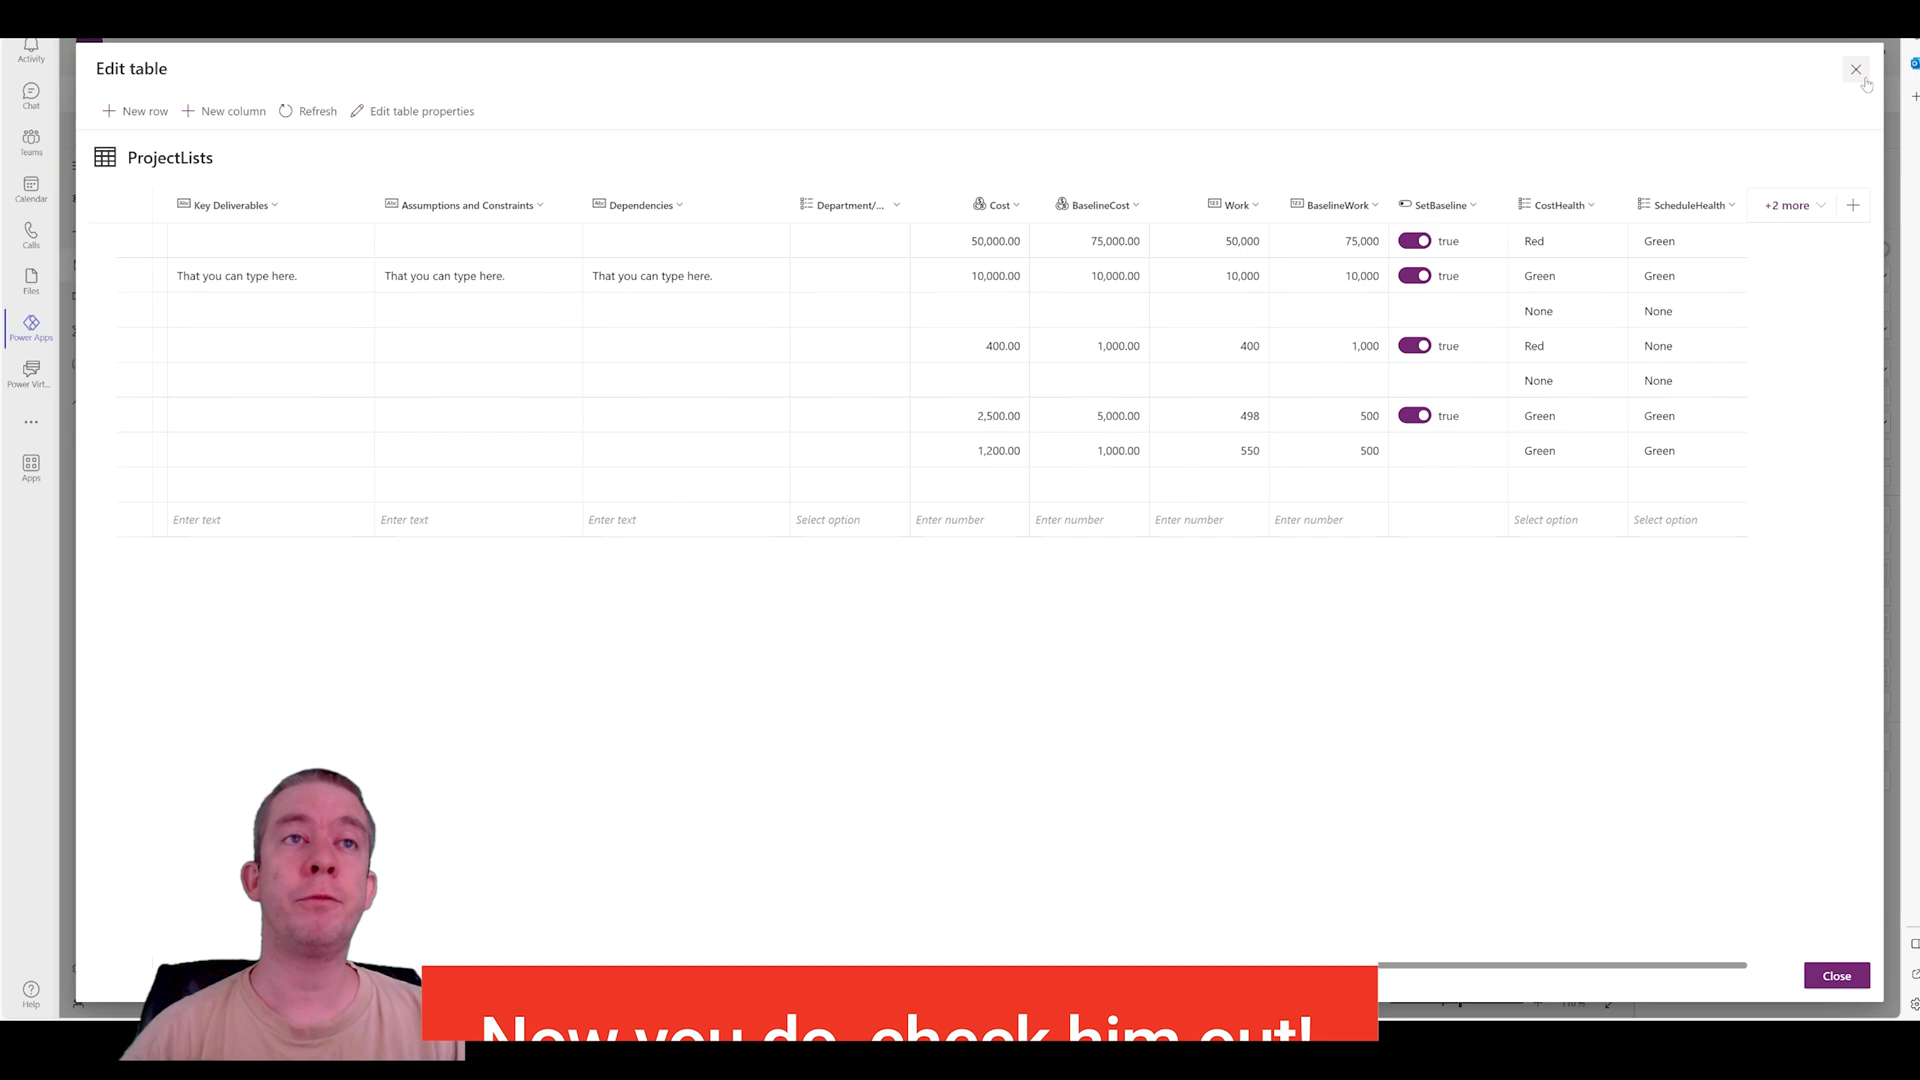 Activity
Chat
Teams
Calendar
Calls
Files
Power Apps
Power Virt...
Apps
Help
Edit table
New row New column Refresh Edit table properties
ProjectLists
Key Deliverables Assumptions and Constraints Dependencies Department/... Cost BaselineCost Work BaselineWork SetBaseline CostHealth ScheduleHealth +2 more
50,000.00 75,000.00 50,000 75,000 true Red Green
That you can type here. That you can type here. That you can type here. 10,000.00 10,000.00 10,000 10,000 true Green Green
None None
400.00 1,000.00 400 1,000 true Red None
None None
2,500.00 5,000.00 498 500 true Green Green
1,200.00 1,000.00 550 500 Green Green
Enter text Enter text Enter text Select option Enter number Enter number Enter number Enter number Select option Select option
Close
Now you do, check him out!